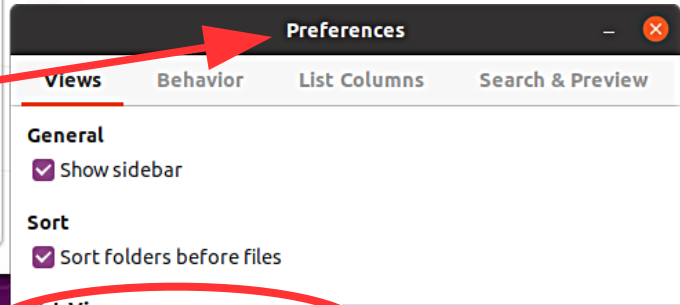 Preferences
Views Behavior List Columns Search & Preview
General
Show sidebar
Sort
Sort folders before files